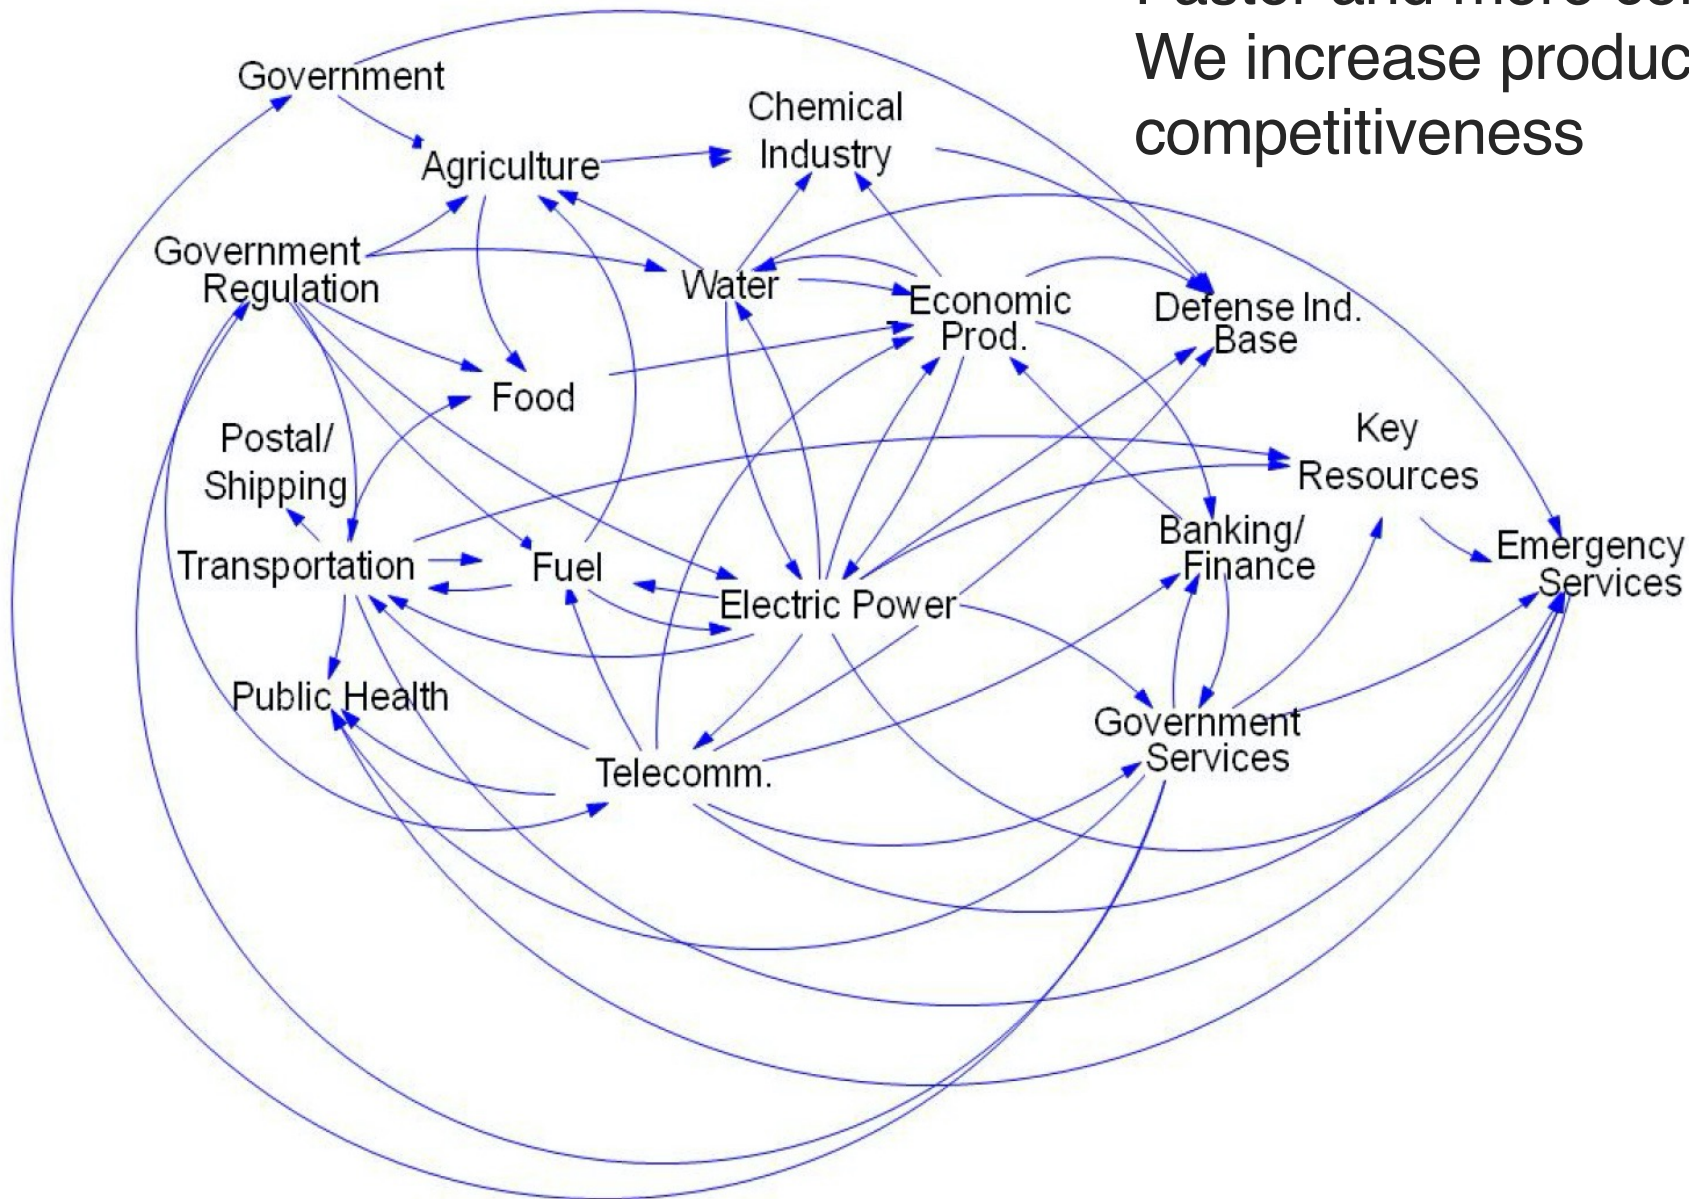 We increase
competitiveness
Government
Chemical
Industry
Agriculture
Government
Regulation
Water
Economic
Prod.
Defense Ind.
Base
Food
Postal/
Shipping
Key
Resources
Transportation
Fuel
Electric Power
Banking/
Finance
Emergency
Services
Public Health
Telecomm.
Government
Services